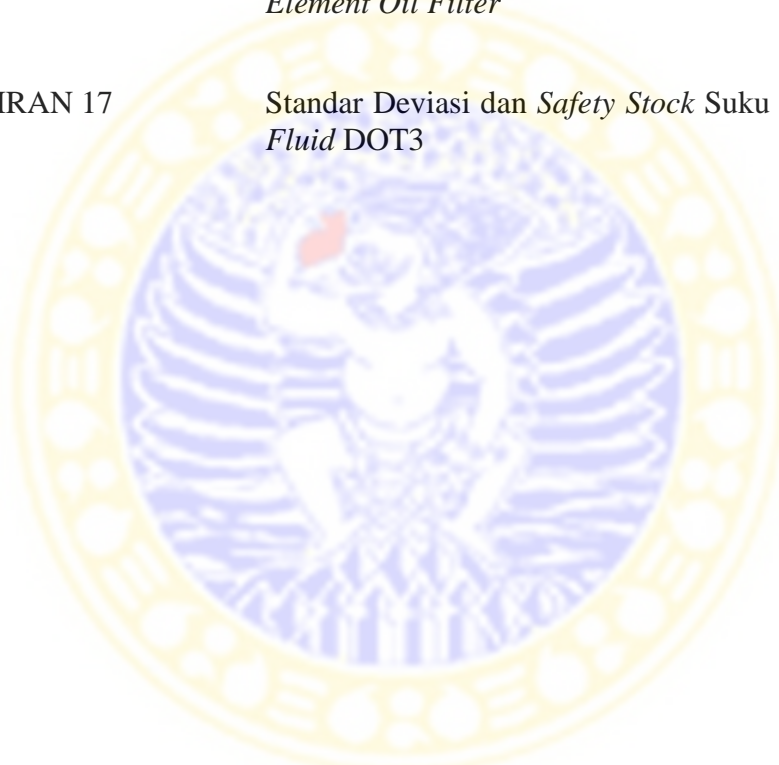 Element Oil Filter
IRAN 17 Standar Deviasi dan Safety Stock Suku
Fluid DOT3